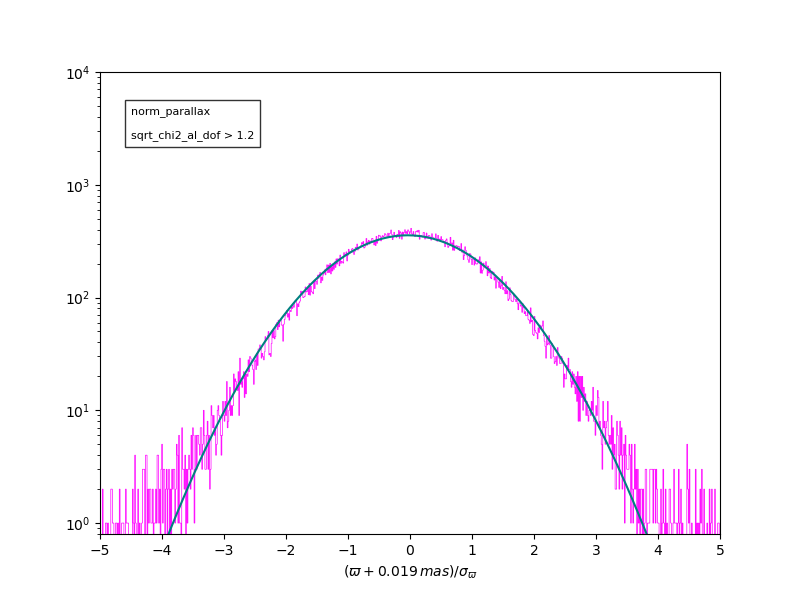 norm_parallax
sqrt_chi2_al_dof > 1.2
10⁴
10³
10²
10¹
10⁰
−5 −4 −3 −2 −1 0 1 2 3 4 5
(ϖ + 0.019 mas)/σ_ϖ